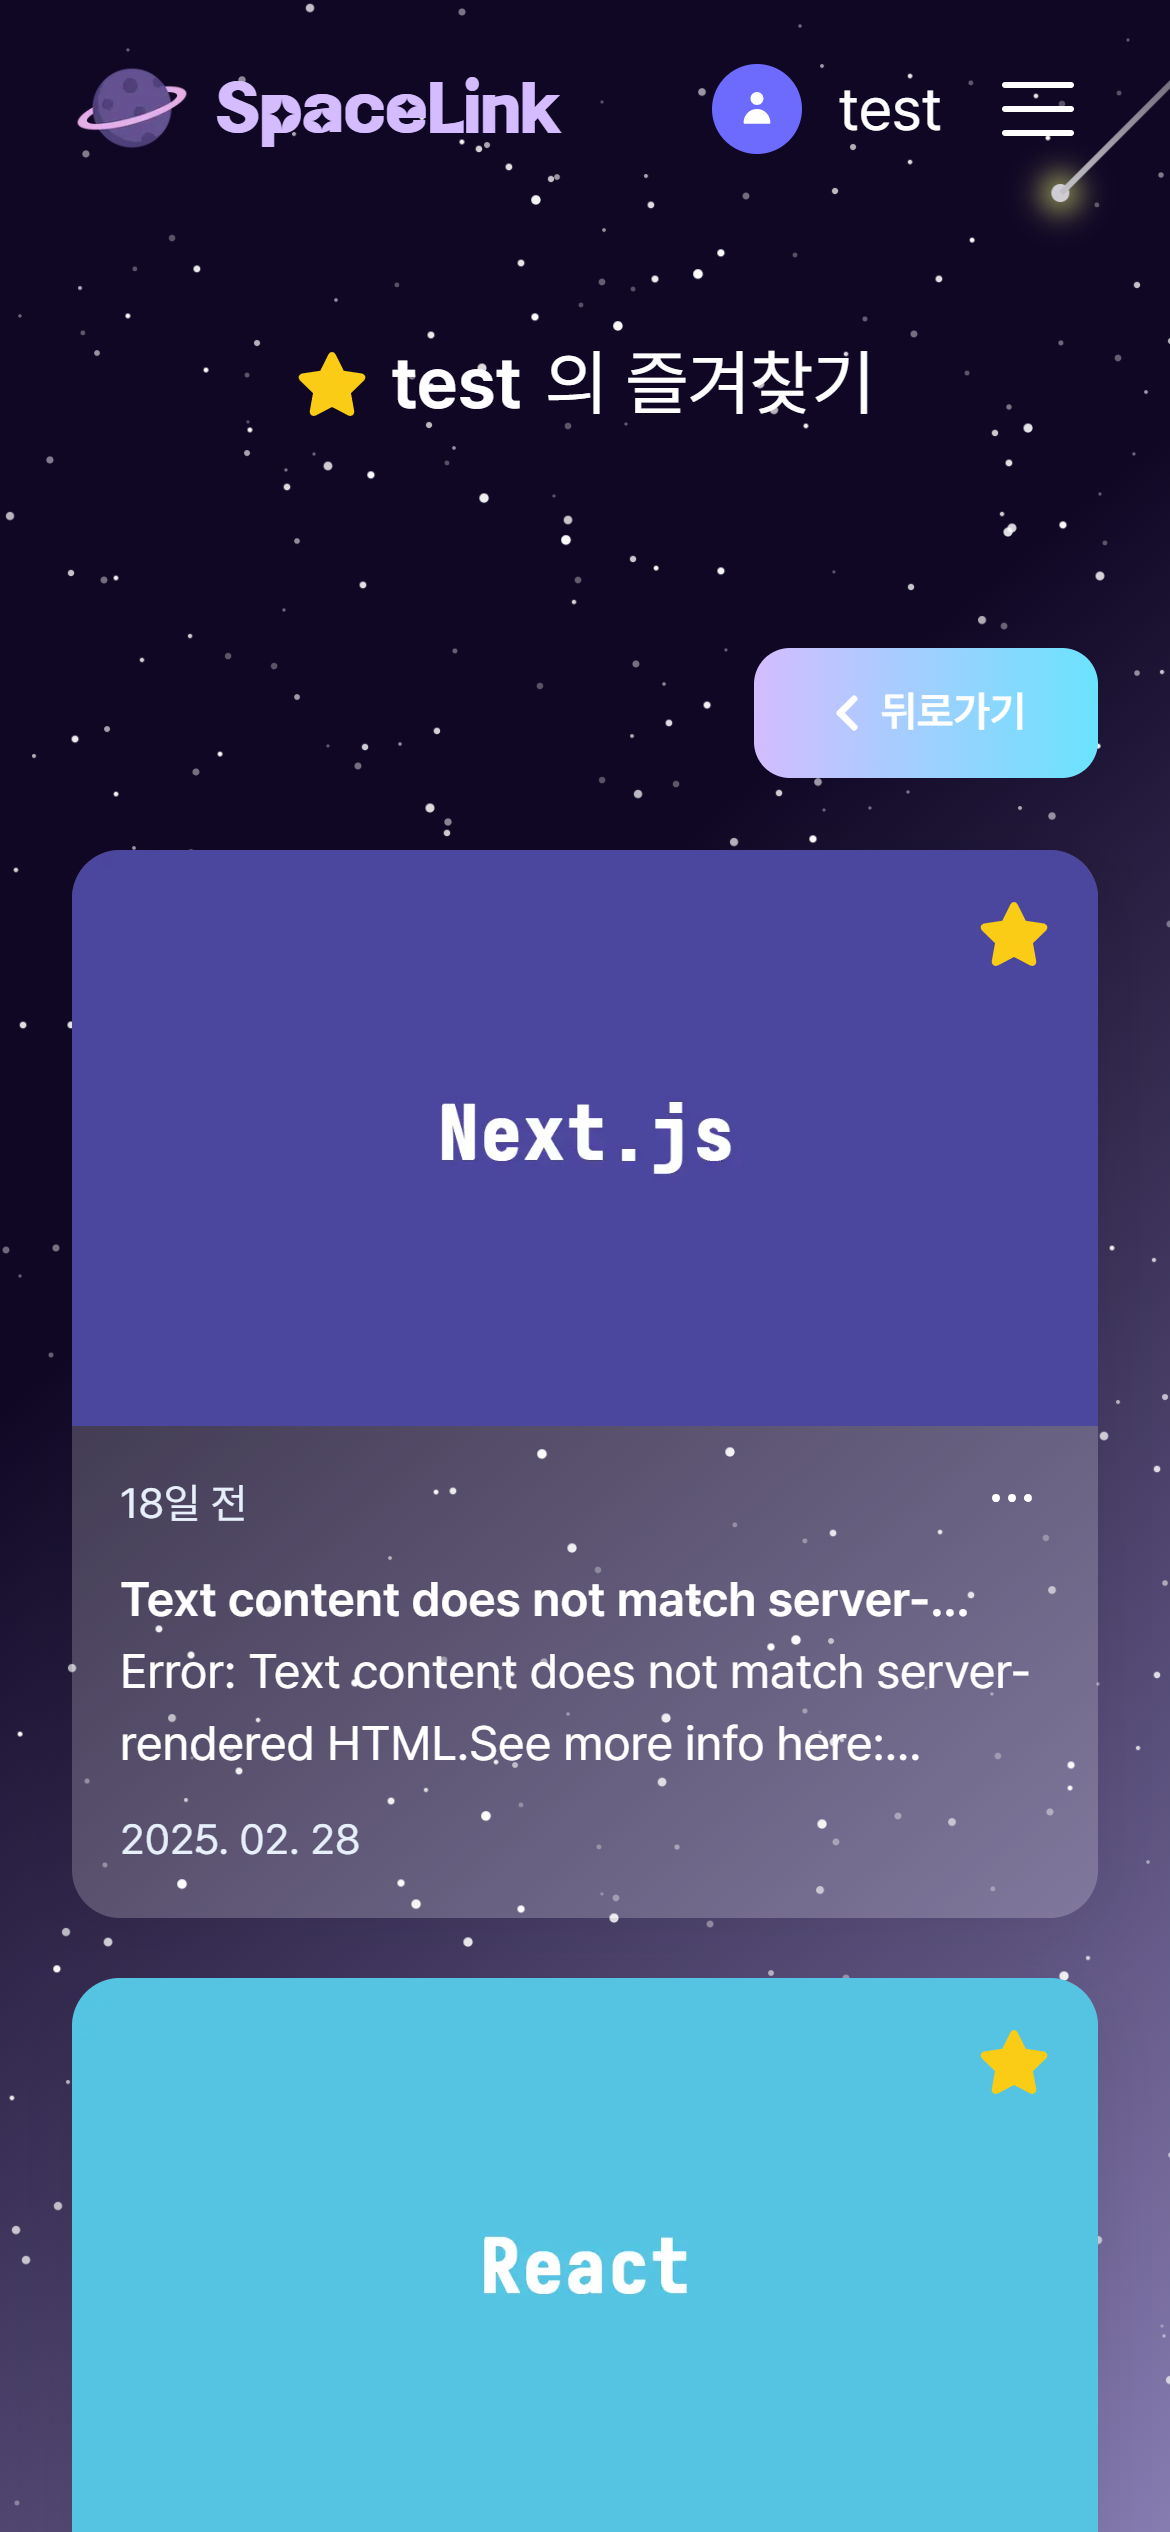 SpaceLink
test
test 의 즐겨찾기
뒤로가기
Next.js
18일 전
Text content does not match server-...
Error: Text content does not match server-
rendered HTML.See more info here:...
2025. 02. 28
React